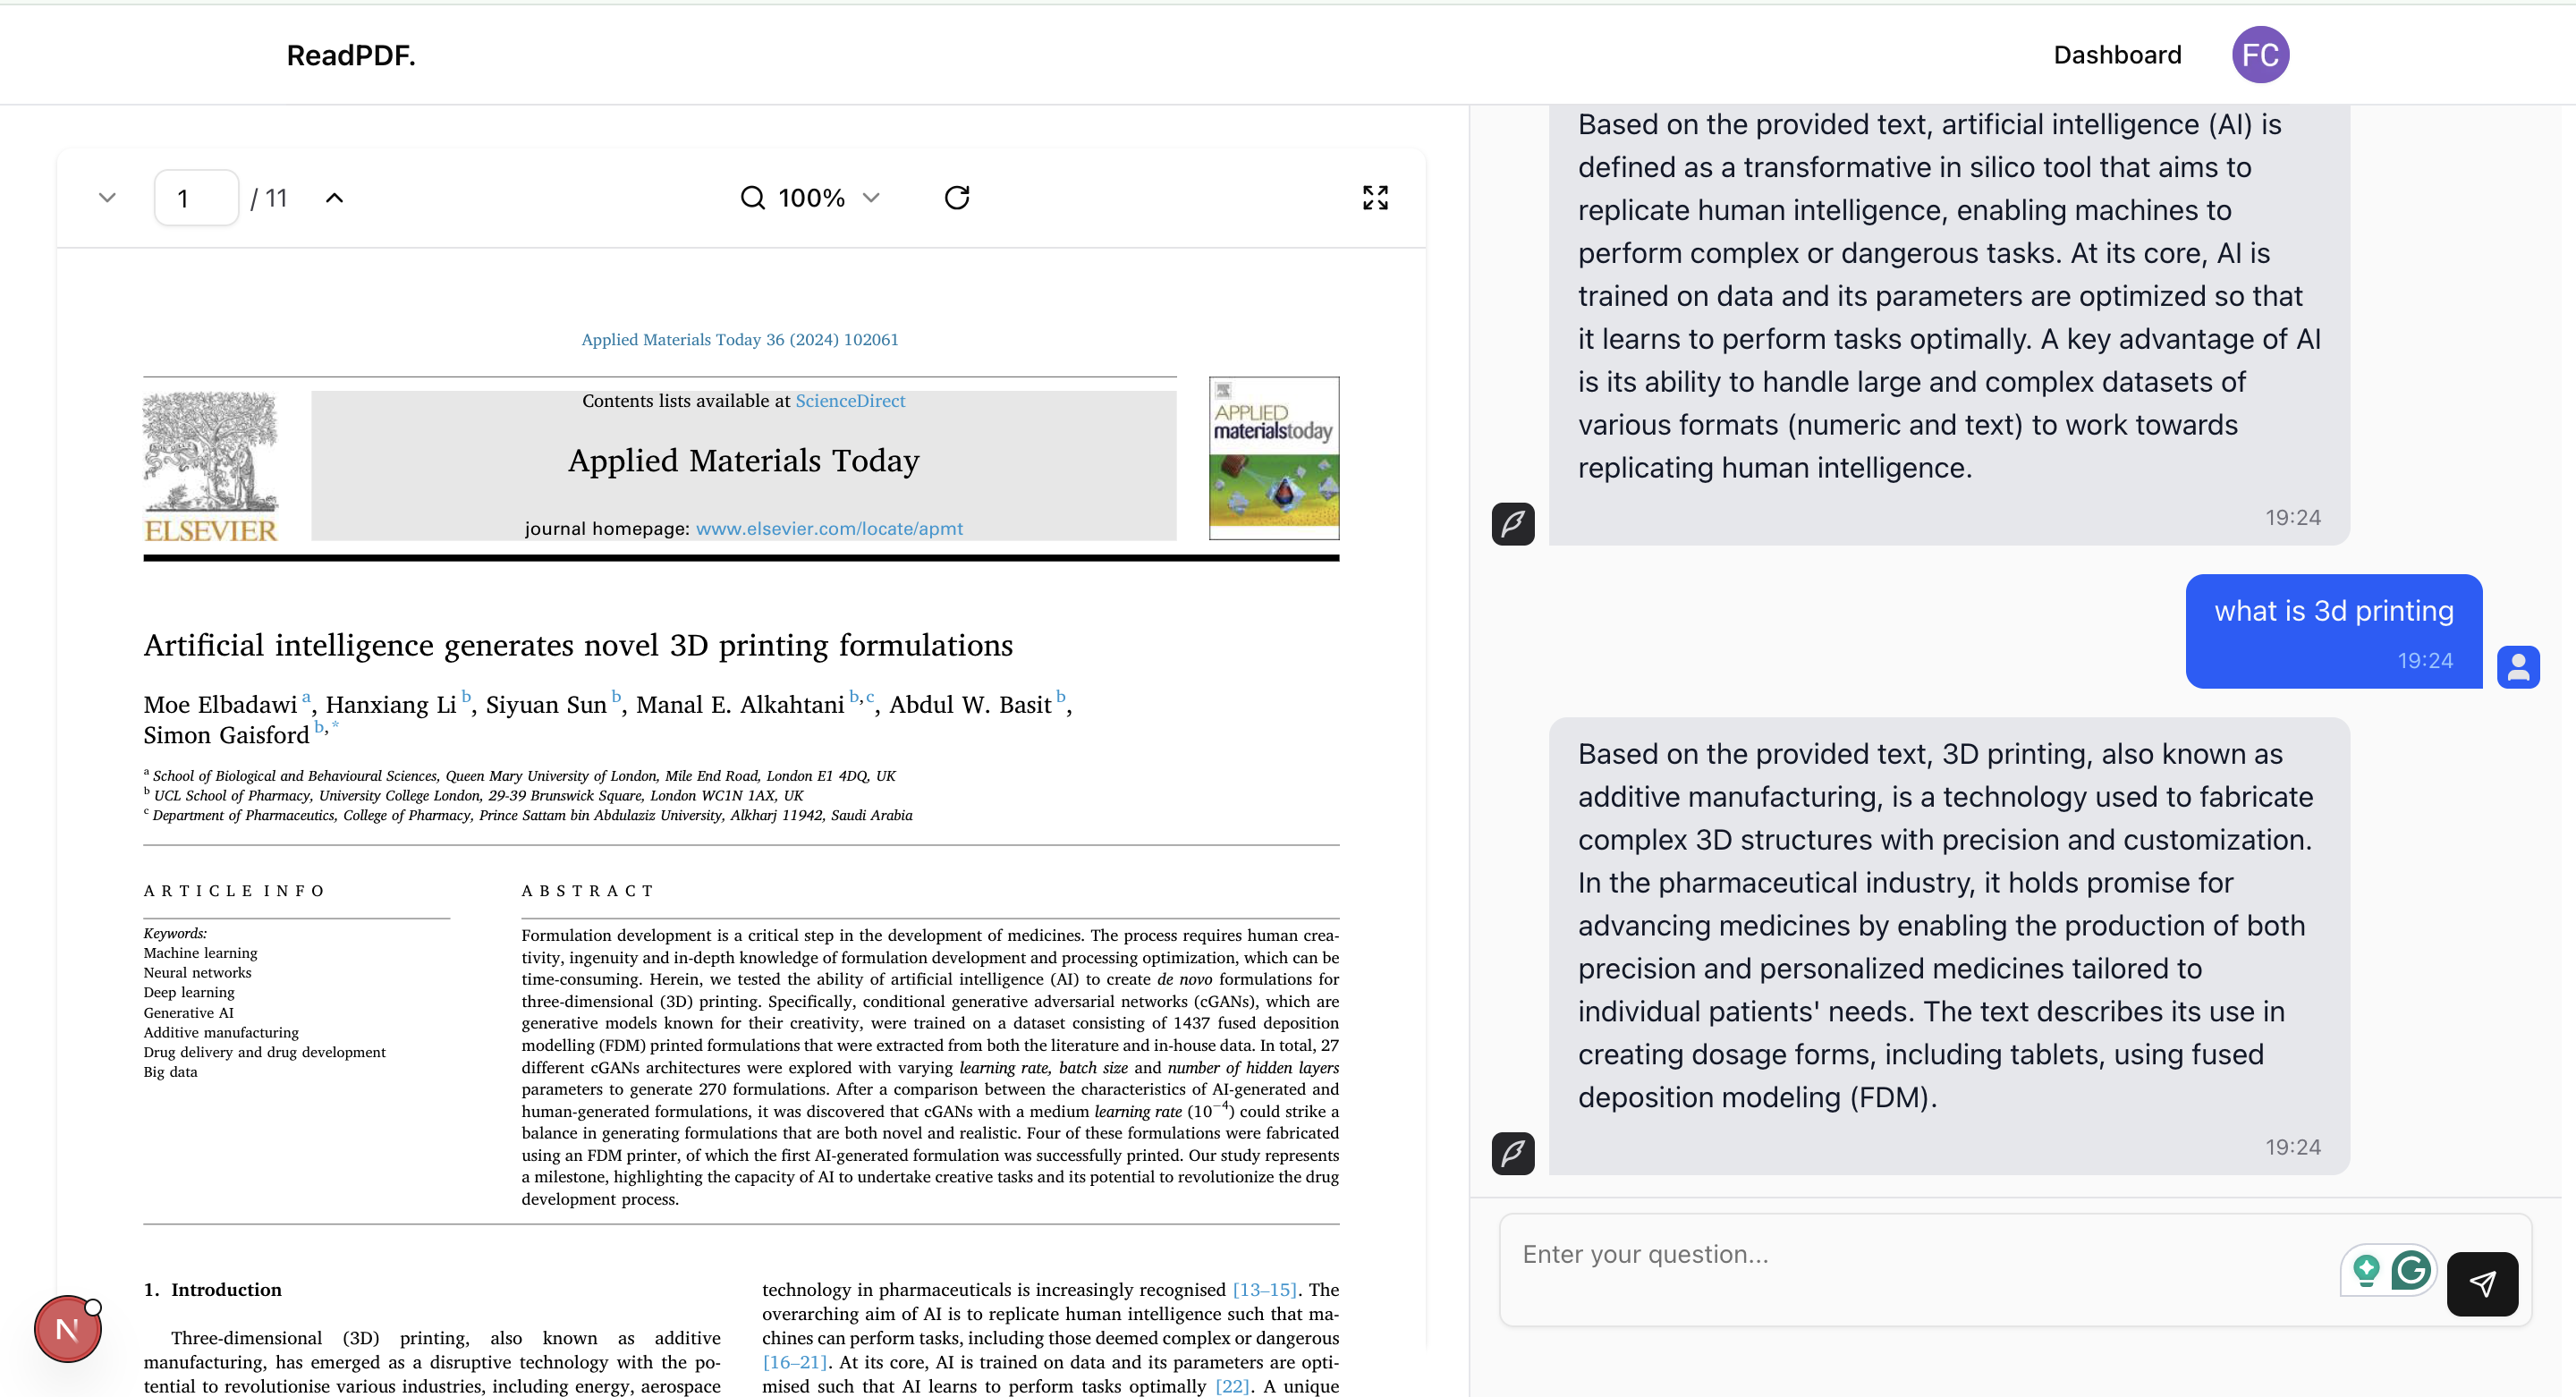 ReadPDF.
Dashboard
FC
1 / 11
100%
Applied Materials Today 36 (2024) 102061
ELSEVIER
Contents lists available at ScienceDirect
Applied Materials Today
journal homepage: www.elsevier.com/locate/apmt
APPLIED
materialstoday
Artificial intelligence generates novel 3D printing formulations
Moe Elbadawi a, Hanxiang Li b, Siyuan Sun b, Manal E. Alkahtani b,c, Abdul W. Basit b,
Simon Gaisford b,*
a School of Biological and Behavioural Sciences, Queen Mary University of London, Mile End Road, London E1 4DQ, UK
b UCL School of Pharmacy, University College London, 29-39 Brunswick Square, London WC1N 1AX, UK
c Department of Pharmaceutics, College of Pharmacy, Prince Sattam bin Abdulaziz University, Alkharj 11942, Saudi Arabia
ARTICLE INFO
Keywords:
Machine learning
Neural networks
Deep learning
Generative AI
Additive manufacturing
Drug delivery and drug development
Big data
ABSTRACT
Formulation development is a critical step in the development of medicines. The process requires human crea-
tivity, ingenuity and in-depth knowledge of formulation development and processing optimization, which can be
time-consuming. Herein, we tested the ability of artificial intelligence (AI) to create de novo formulations for
three-dimensional (3D) printing. Specifically, conditional generative adversarial networks (cGANs), which are
generative models known for their creativity, were trained on a dataset consisting of 1437 fused deposition
modelling (FDM) printed formulations that were extracted from both the literature and in-house data. In total, 27
different cGANs architectures were explored with varying learning rate, batch size and number of hidden layers
parameters to generate 270 formulations. After a comparison between the characteristics of AI-generated and
human-generated formulations, it was discovered that cGANs with a medium learning rate (10−4) could strike a
balance in generating formulations that are both novel and realistic. Four of these formulations were fabricated
using an FDM printer, of which the first AI-generated formulation was successfully printed. Our study represents
a milestone, highlighting the capacity of AI to undertake creative tasks and its potential to revolutionize the drug
development process.
1. Introduction
Three-dimensional (3D) printing, also known as additive
manufacturing, has emerged as a disruptive technology with the po-
tential to revolutionise various industries, including energy, aerospace
technology in pharmaceuticals is increasingly recognised [13–15]. The
overarching aim of AI is to replicate human intelligence such that ma-
chines can perform tasks, including those deemed complex or dangerous
[16–21]. At its core, AI is trained on data and its parameters are opti-
mised such that AI learns to perform tasks optimally [22]. A unique
N
Based on the provided text, artificial intelligence (AI) is
defined as a transformative in silico tool that aims to
replicate human intelligence, enabling machines to
perform complex or dangerous tasks. At its core, AI is
trained on data and its parameters are optimized so that
it learns to perform tasks optimally. A key advantage of AI
is its ability to handle large and complex datasets of
various formats (numeric and text) to work towards
replicating human intelligence.
19:24
what is 3d printing
19:24
Based on the provided text, 3D printing, also known as
additive manufacturing, is a technology used to fabricate
complex 3D structures with precision and customization.
In the pharmaceutical industry, it holds promise for
advancing medicines by enabling the production of both
precision and personalized medicines tailored to
individual patients' needs. The text describes its use in
creating dosage forms, including tablets, using fused
deposition modeling (FDM).
19:24
Enter your question...
G